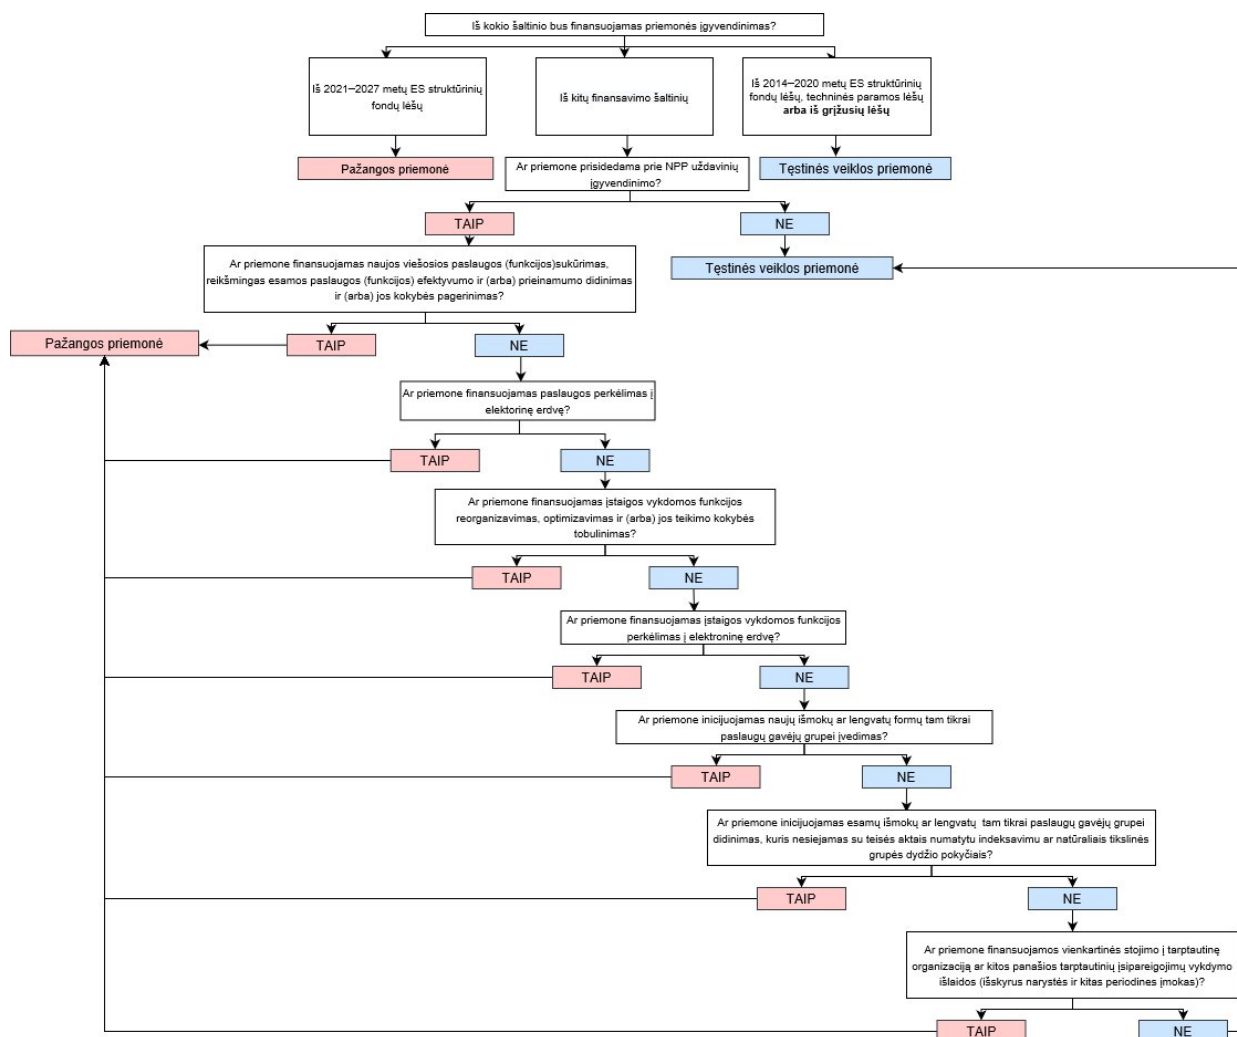 Iš kokio šaltinio bus finansuojamas priemonės įgyvendinimas?
Iš 2021–2027 metų ES struktūrinių
fondų lėšų
Iš kitų finansavimo šaltinių
Iš 2014–2020 metų ES struktūrinių
fondų lėšų, techninės paramos lėšų
arba iš grįžusių lėšų
Pažangos priemonė
Ar priemone prisidedama prie NPP uždavinių
įgyvendinimo?
Tęstinės veiklos priemonė
TAIP
NE
Ar priemone finansuojamas naujos viešosios paslaugos (funkcijos)sukūrimas,
reikšmingas esamos paslaugos (funkcijos) efektyvumo ir (arba) prieinamumo didinimas
ir (arba) jos kokybės pagerinimas?
Tęstinės veiklos priemonė
Pažangos priemonė
TAIP
NE
Ar priemone finansuojamas paslaugos perkėlimas į
elektorinę erdvę?
TAIP
NE
Ar priemone finansuojamas įstaigos vykdomos funkcijos
reorganizavimas, optimizavimas ir (arba) jos teikimo kokybės
tobulinimas?
TAIP
NE
Ar priemone finansuojamas įstaigos vykdomos funkcijos
perkėlimas į elektroninę erdvę?
TAIP
NE
Ar priemone inicijuojamas naujų išmokų ar lengvatų formų tam tikrai
paslaugų gavėjų grupei įvedimas?
TAIP
NE
Ar priemone inicijuojamas esamų išmokų ar lengvatų tam tikrai paslaugų gavėjų grupei
didinimas, kuris nesiejamas su teisės aktais numatytu indeksavimu ar natūraliais tikslinės
grupės dydžio pokyčiais?
TAIP
NE
Ar priemone finansuojamos vienkartinės stojimo į tarptautinę
organizaciją ar kitos panašios tarptautinių įsipareigojimų vykdymo
išlaidos (išskyrus narystės ir kitas periodines įmokas)?
TAIP
NE